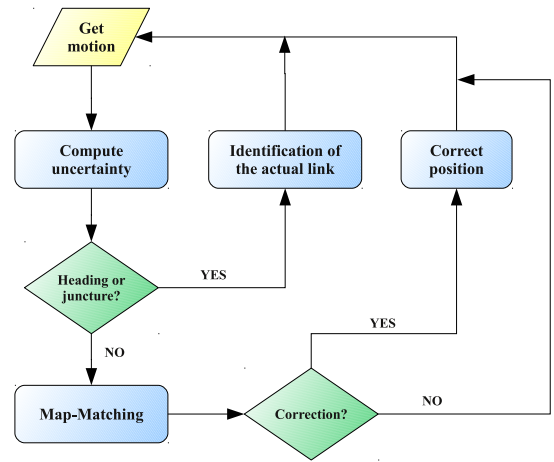 Get
motion
Compute
uncertainty
Identification of
the actual link
Correct
position
Heading or
juncture?
YES
NO
YES
Map-Matching
Correction?
NO